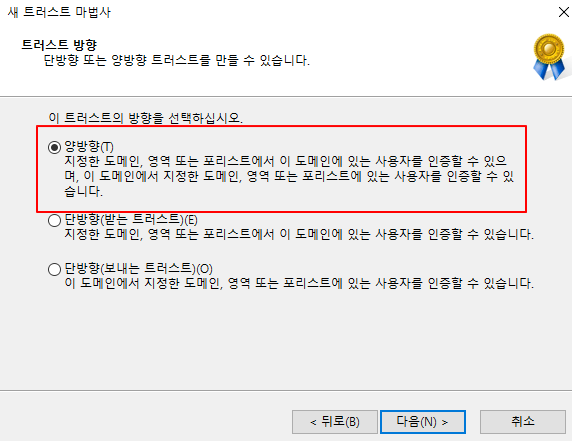 새 트러스트 마법사
트러스트 방향
단방향 또는 양방향 트러스트를 만들 수 있습니다.
이 트러스트의 방향을 선택하십시오.
양방향(T)
지정한 도메인, 영역 또는 포리스트에서 이 도메인에 있는 사용자를 인증할 수 있으
며, 이 도메인에서 지정한 도메인, 영역 또는 포리스트에 있는 사용자를 인증할 수 있
습니다.
단방향(받는 트러스트)(E)
지정한 도메인, 영역 또는 포리스트에서 이 도메인에 있는 사용자를 인증할 수 있습니다.
단방향(보내는 트러스트)(O)
이 도메인에서 지정한 도메인, 영역 또는 포리스트에 있는 사용자를 인증할 수 있습니다.
< 뒤로(B)
다음(N) >
취소